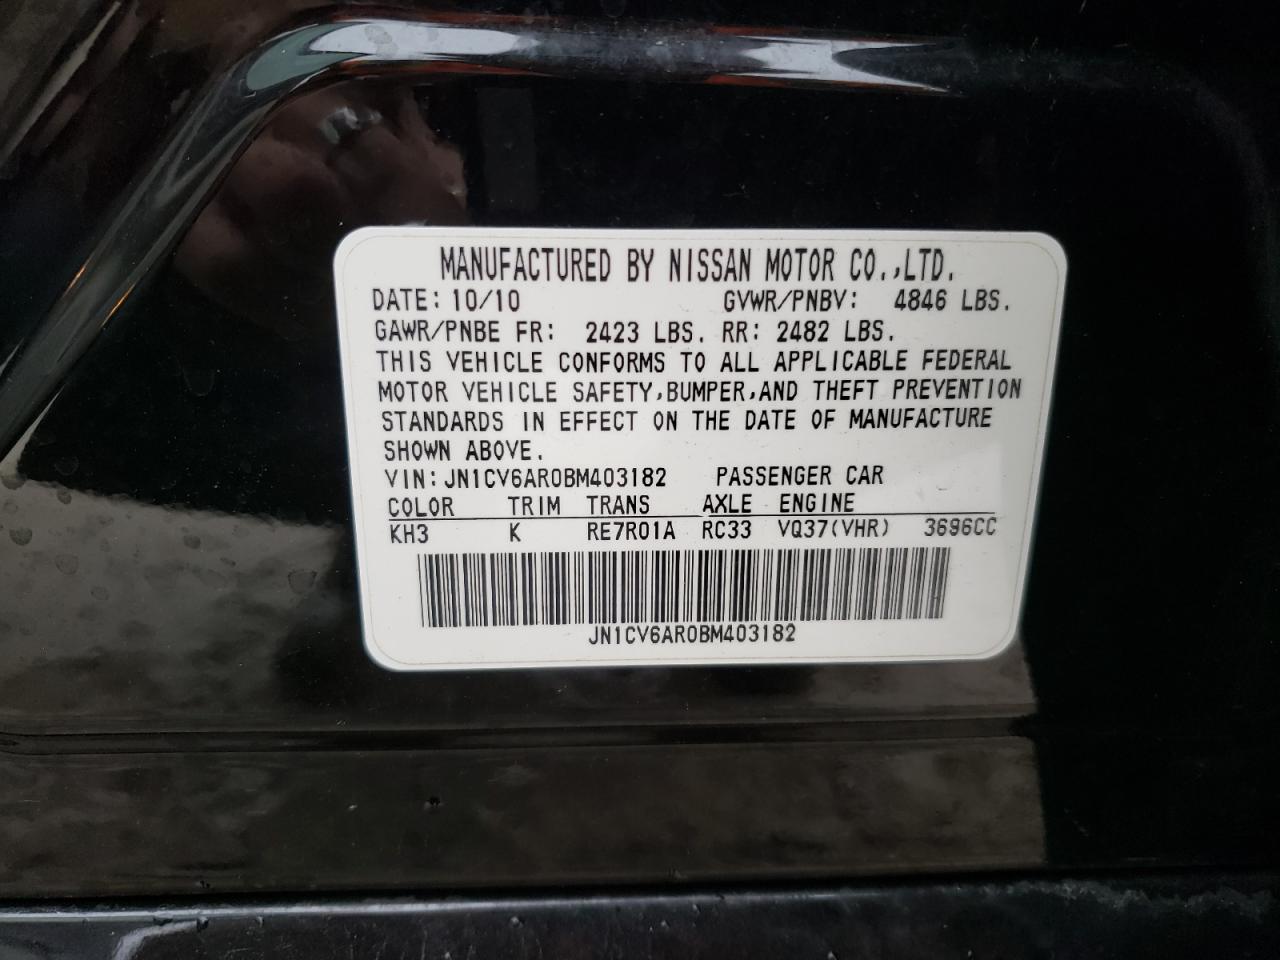 MANUFACTURED BY NISSAN MOTOR CO.,LTD.
DATE: 10/10 GVWR/PNBV: 4846 LBS.
GAWR/PNBE FR: 2423 LBS. RR: 2482 LBS.
THIS VEHICLE CONFORMS TO ALL APPLICABLE FEDERAL
MOTOR VEHICLE SAFETY,BUMPER,AND THEFT PREVENTION
STANDARDS IN EFFECT ON THE DATE OF MANUFACTURE
SHOWN ABOVE.
VIN:JN1CV6AR0BM403182 PASSENGER CAR
COLOR TRIM TRANS AXLE ENGINE
KH3 K RE7R01A RC33 VQ37(VHR) 3696CC
JN1CV6AR0BM403182